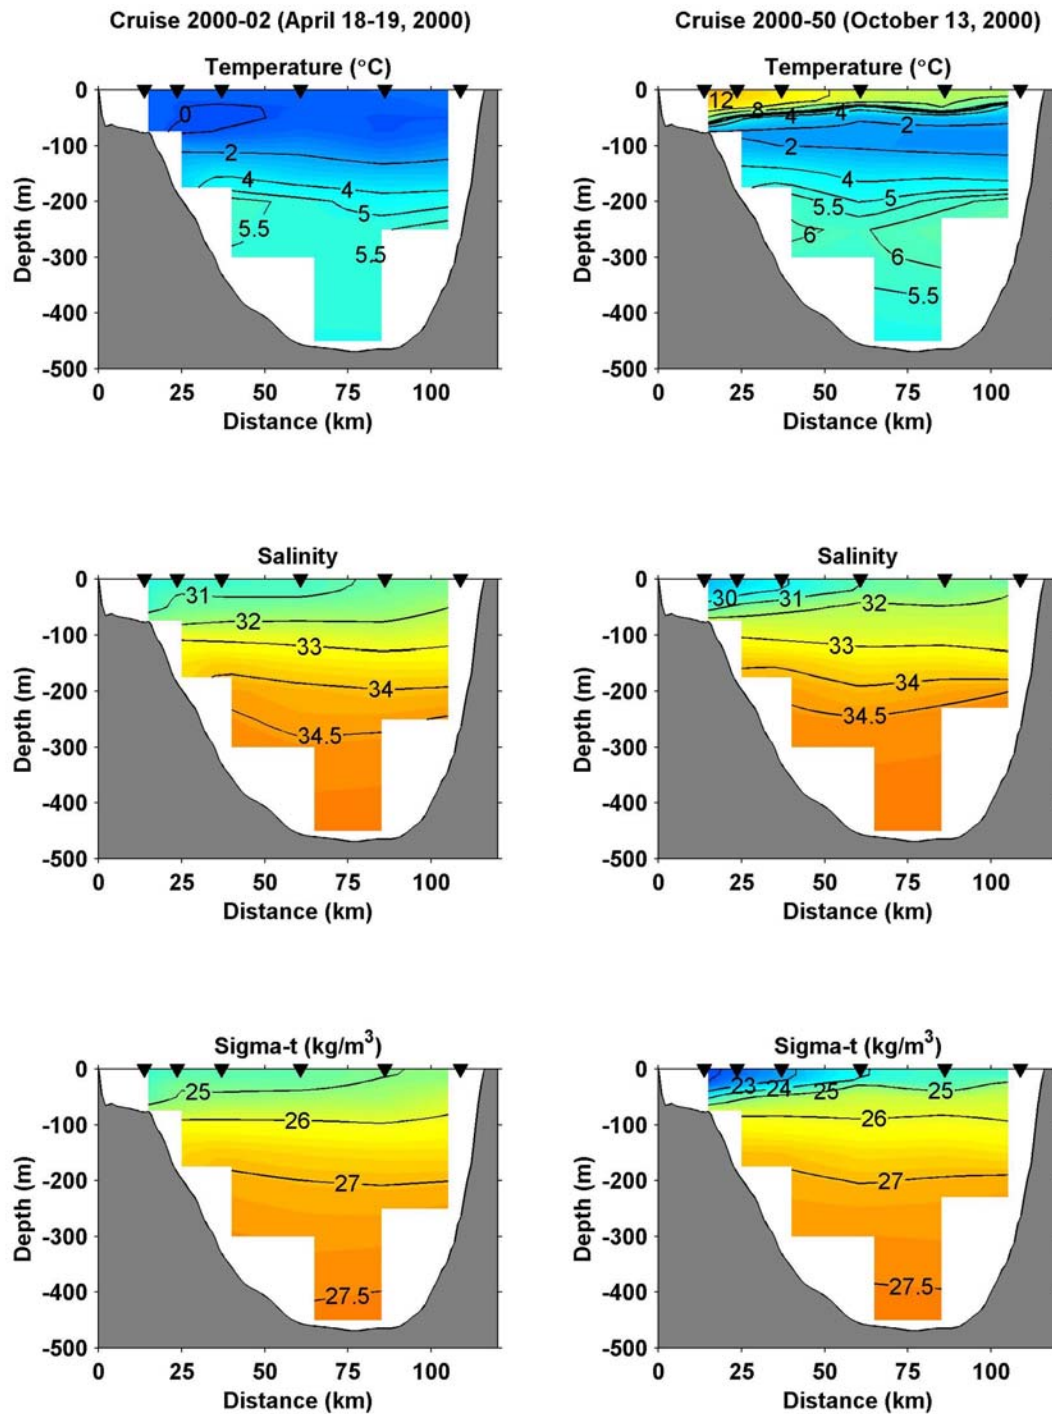 Cruise 2000-02 (April 18-19, 2000)
Cruise 2000-50 (October 13, 2000)
Temperature (°C)
0
-100
-200
-300
-400
-500
Depth (m)
0
2
4
4
5
5.5
5.5
0 25 50 75 100
Distance (km)
Temperature (°C)
0
-100
-200
-300
-400
-500
Depth (m)
12
8
4
4
2
2
4
5
5.5
6
6
5.5
0 25 50 75 100
Distance (km)
Salinity
0
-100
-200
-300
-400
-500
Depth (m)
31
32
33
34
34.5
0 25 50 75 100
Distance (km)
Salinity
0
-100
-200
-300
-400
-500
Depth (m)
30
31
32
33
34
34.5
0 25 50 75 100
Distance (km)
Sigma-t (kg/m³)
0
-100
-200
-300
-400
-500
Depth (m)
25
26
27
27.5
0 25 50 75 100
Distance (km)
Sigma-t (kg/m³)
0
-100
-200
-300
-400
-500
Depth (m)
23
24
25
25
26
27
27.5
0 25 50 75 100
Distance (km)